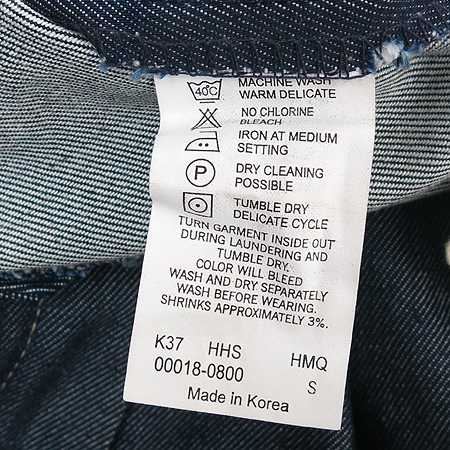 40°C MACHINE WASH
WARM DELICATE
NO CHLORINE
BLEACH
IRON AT MEDIUM
SETTING
P DRY CLEANING
POSSIBLE
TUMBLE DRY
DELICATE CYCLE
TURN GARMENT INSIDE OUT
DURING LAUNDERING AND
TUMBLE DRY.
COLOR WILL BLEED
WASH AND DRY SEPARATELY
WASH BEFORE WEARING.
SHRINKS APPROXIMATELY 3%.
K37 HHS HMQ
00018-0800 S
Made in Korea